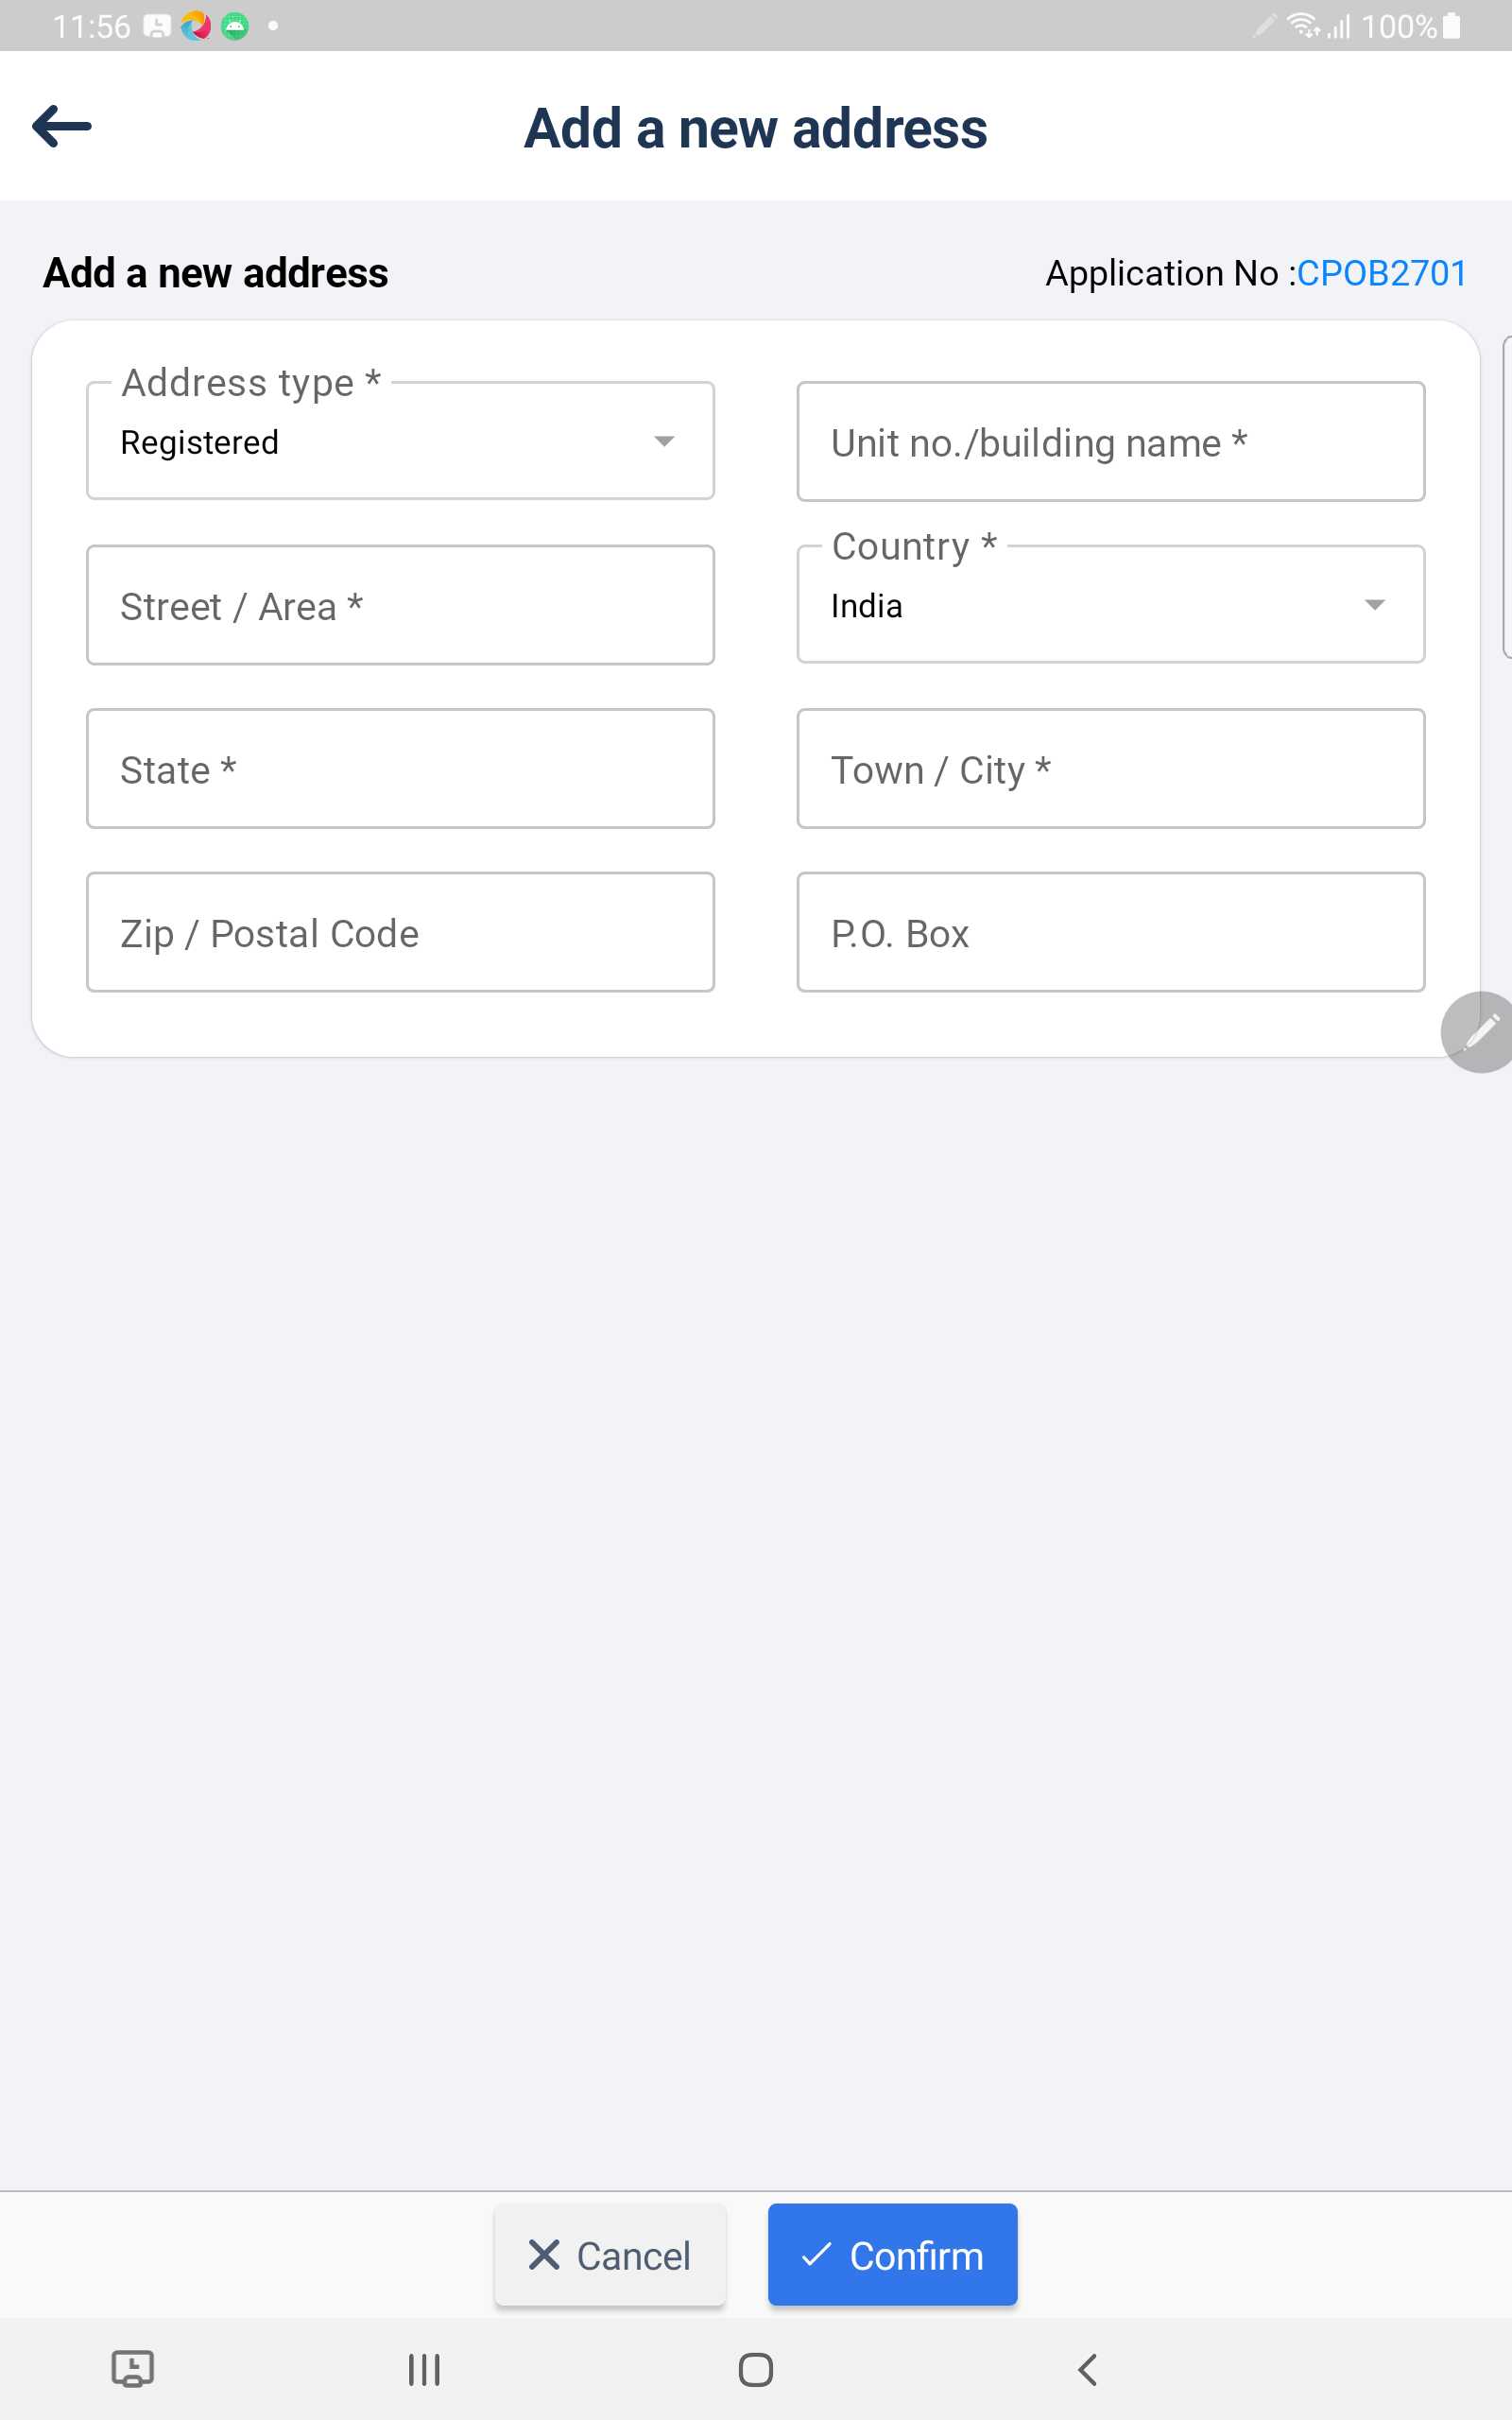 11:56 100%
Add a new address
Add a new address Application No :CPOB2701
Address type *
Registered
Unit no./building name *
Street / Area *
Country *
India
State *
Town / City *
Zip / Postal Code
P.O. Box
Cancel Confirm